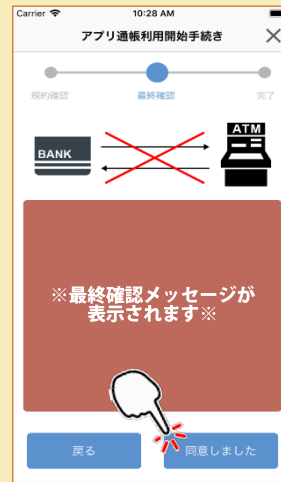 Carrier 10:28 AM
アプリ通帳利用開始手続き
規約確認 最終確認 完了
BANK
ATM
※最終確認メッセージが
表示されます※
戻る 同意しました